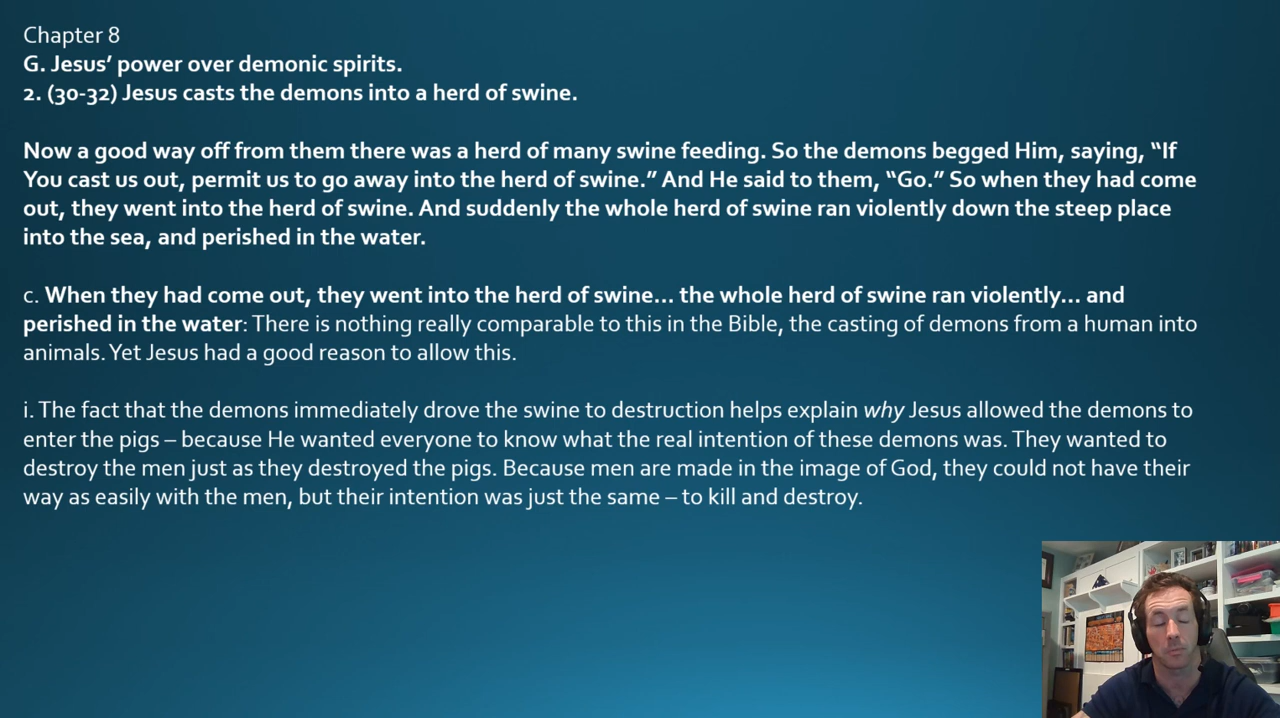 Chapter 8
G. Jesus’ power over demonic spirits.
2. (30-32) Jesus casts the demons into a herd of swine.
Now a good way off from them there was a herd of many swine feeding. So the demons begged Him, saying, “If
You cast us out, permit us to go away into the herd of swine.” And He said to them, “Go.” So when they had come
out, they went into the herd of swine. And suddenly the whole herd of swine ran violently down the steep place
into the sea, and perished in the water.
c. When they had come out, they went into the herd of swine… the whole herd of swine ran violently… and
perished in the water: There is nothing really comparable to this in the Bible, the casting of demons from a human into
animals. Yet Jesus had a good reason to allow this.
i. The fact that the demons immediately drove the swine to destruction helps explain why Jesus allowed the demons to
enter the pigs – because He wanted everyone to know what the real intention of these demons was. They wanted to
destroy the men just as they destroyed the pigs. Because men are made in the image of God, they could not have their
way as easily with the men, but their intention was just the same – to kill and destroy.